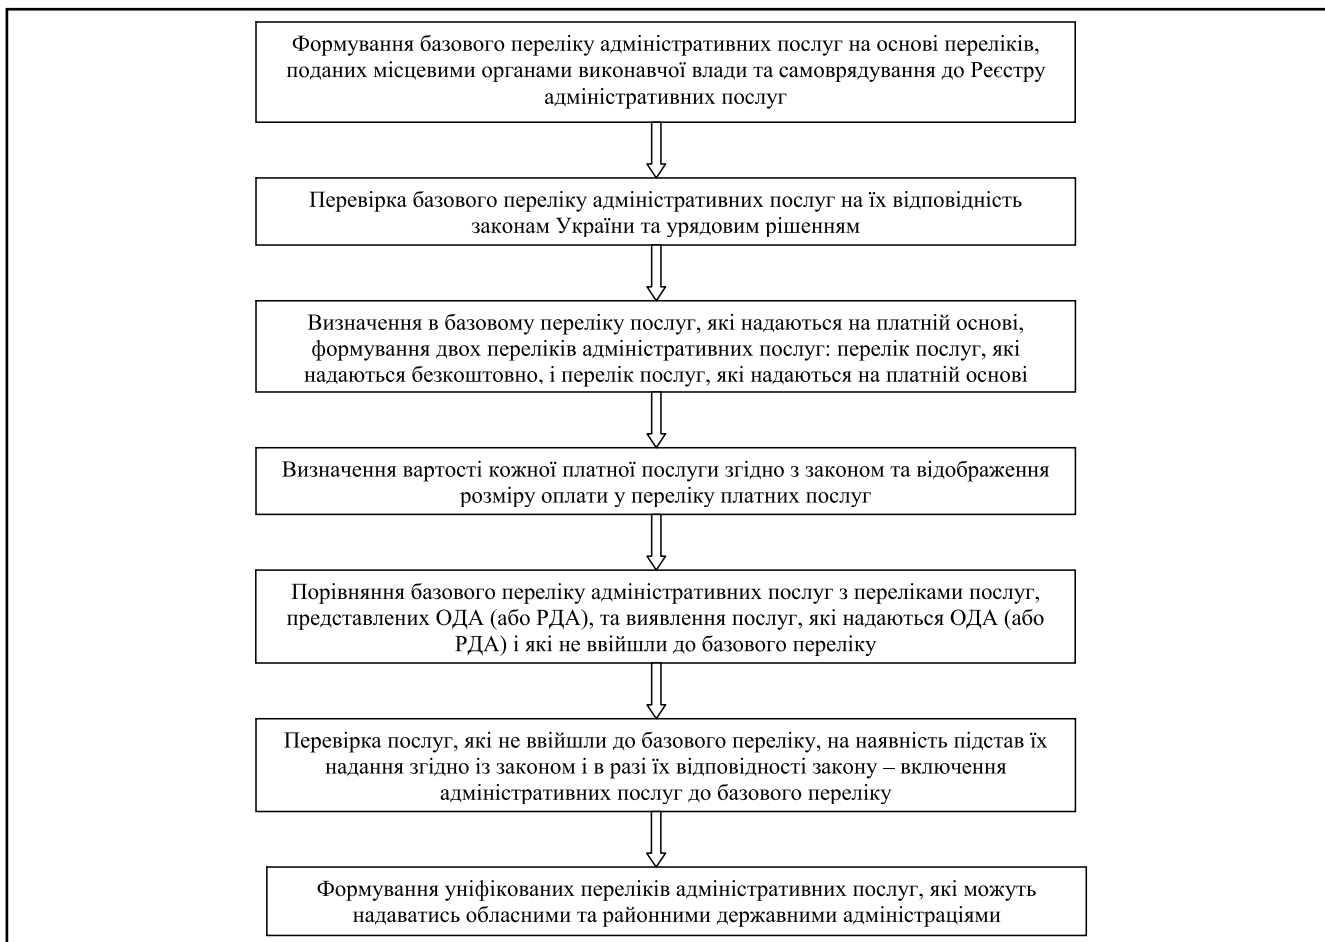 Формування базового переліку адміністративних послуг на основі переліків,
поданих місцевими органами виконавчої влади та самоврядування до Реєстру
адміністративних послуг
Перевірка базового переліку адміністративних послуг на їх відповідність
законам України та урядовим рішенням
Визначення в базовому переліку послуг, які надаються на платній основі,
формування двох переліків адміністративних послуг: перелік послуг, які
надаються безкоштовно, і перелік послуг, які надаються на платній основі
Визначення вартості кожної платної послуги згідно з законом та відображення
розміру оплати у переліку платних послуг
Порівняння базового переліку адміністративних послуг з переліками послуг,
представлених ОДА (або РДА), та виявлення послуг, які надаються ОДА (або
РДА) і які не ввійшли до базового переліку
Перевірка послуг, які не ввійшли до базового переліку, на наявність підстав їх
надання згідно із законом і в разі їх відповідності закону – включення
адміністративних послуг до базового переліку
Формування уніфікованих переліків адміністративних послуг, які можуть
надаватись обласними та районними державними адміністраціями